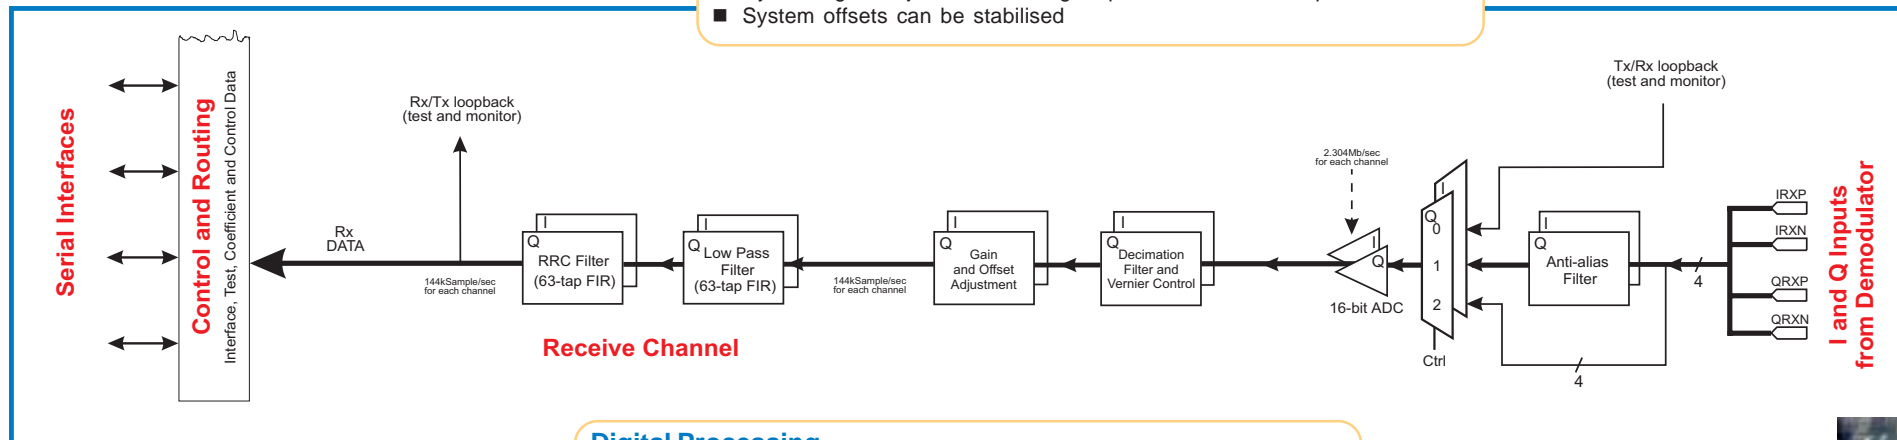 System offsets can be stabilised
Serial Interfaces
Control and Routing
Interface, Test, Coefficient and Control Data
Rx
DATA
Rx/Tx loopback
(test and monitor)
144kSample/sec
for each channel
I
Q
RRC Filter
(63-tap FIR)
I
Q
Low Pass
Filter
(63-tap FIR)
144kSample/sec
for each channel
I
Q
Gain
and Offset
Adjustment
I
Q
Decimation
Filter and
Vernier Control
2.304Mb/sec
for each channel
I
Q
16-bit ADC
I
Q
0
1
2
Ctrl
Tx/Rx loopback
(test and monitor)
I
Q
Anti-alias
Filter
4
4
IRXP
IRXN
QRXP
QRXN
I and Q Inputs
from Demodulator
Receive Channel
Digital Processing